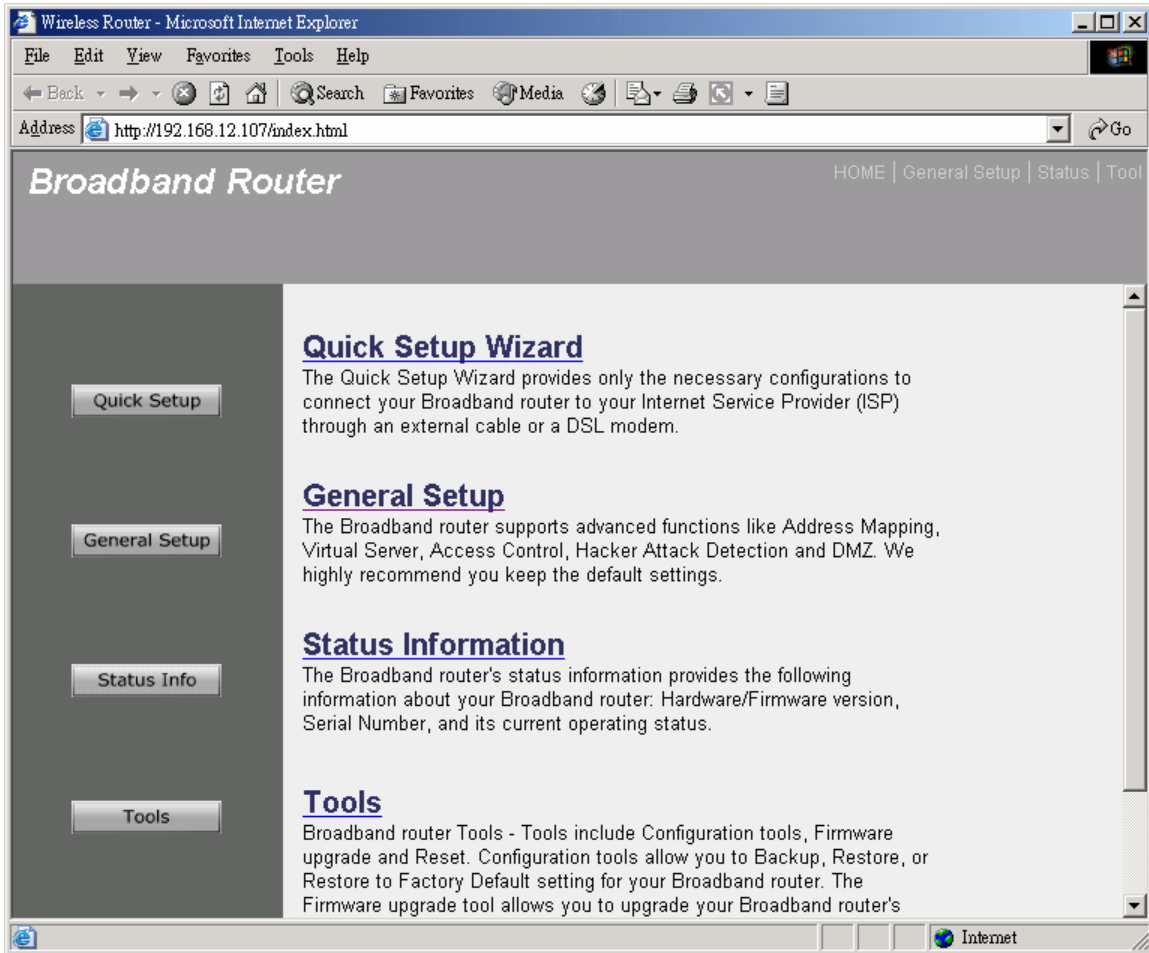 Wireless Router - Microsoft Internet Explorer
File Edit View Favorites Tools Help
Back Search Favorites Media
Address http://192.168.12.107/index.html Go
Broadband Router
HOME | General Setup | Status | Tool
Quick Setup
Quick Setup Wizard
The Quick Setup Wizard provides only the necessary configurations to
connect your Broadband router to your Internet Service Provider (ISP)
through an external cable or a DSL modem.
General Setup
General Setup
The Broadband router supports advanced functions like Address Mapping,
Virtual Server, Access Control, Hacker Attack Detection and DMZ. We
highly recommend you keep the default settings.
Status Info
Status Information
The Broadband router's status information provides the following
information about your Broadband router: Hardware/Firmware version,
Serial Number, and its current operating status.
Tools
Tools
Broadband router Tools - Tools include Configuration tools, Firmware
upgrade and Reset. Configuration tools allow you to Backup, Restore, or
Restore to Factory Default setting for your Broadband router. The
Firmware upgrade tool allows you to upgrade your Broadband router's
Internet